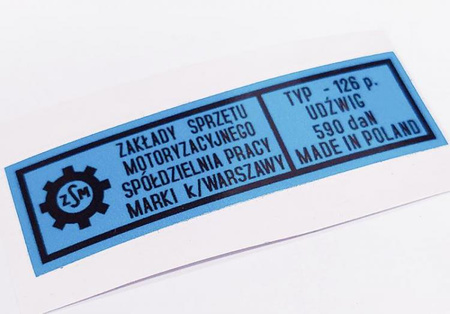 ZSM
ZAKŁADY SPRZĘTU
MOTORYZACYJNEGO
SPÓŁDZIELNIA PRACY
MARKI k/WARSZAWY
TYP - 126 p.
UDŹWIG
590 daN
MADE IN POLAND